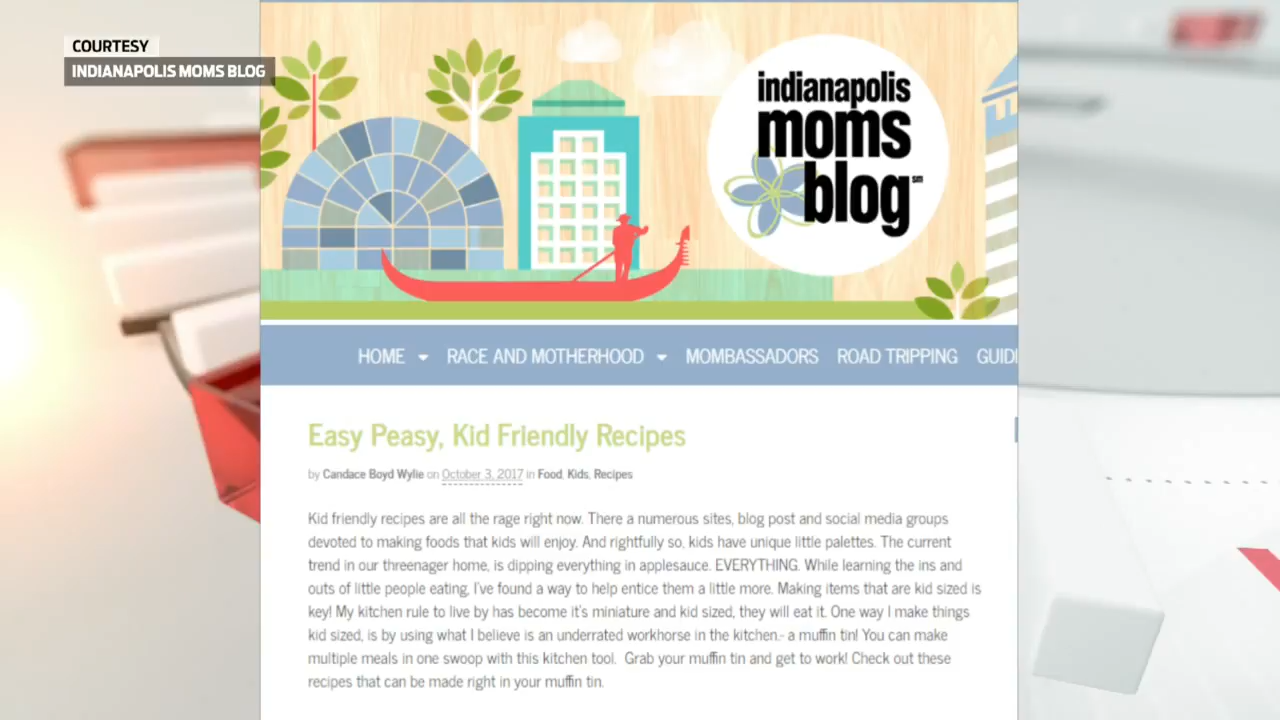 COURTESY
INDIANAPOLIS MOMS BLOG
indianapolis
moms
blog℠
HOME RACE AND MOTHERHOOD MOMBASSADORS ROAD TRIPPING GUIDI
Easy Peasy, Kid Friendly Recipes
by Candace Boyd Wylie on October 3, 2017 in Food, Kids, Recipes
Kid friendly recipes are all the rage right now. There a numerous sites, blog post and social media groups
devoted to making foods that kids will enjoy. And rightfully so, kids have unique little palettes. The current
trend in our threenager home, is dipping everything in applesauce. EVERYTHING. While learning the ins and
outs of little people eating, I've found a way to help entice them a little more. Making items that are kid sized is
key! My kitchen rule to live by has become it's miniature and kid sized, they will eat it. One way I make things
kid sized, is by using what I believe is an underrated workhorse in the kitchen.- a muffin tin! You can make
multiple meals in one swoop with this kitchen tool. Grab your muffin tin and get to work! Check out these
recipes that can be made right in your muffin tin.